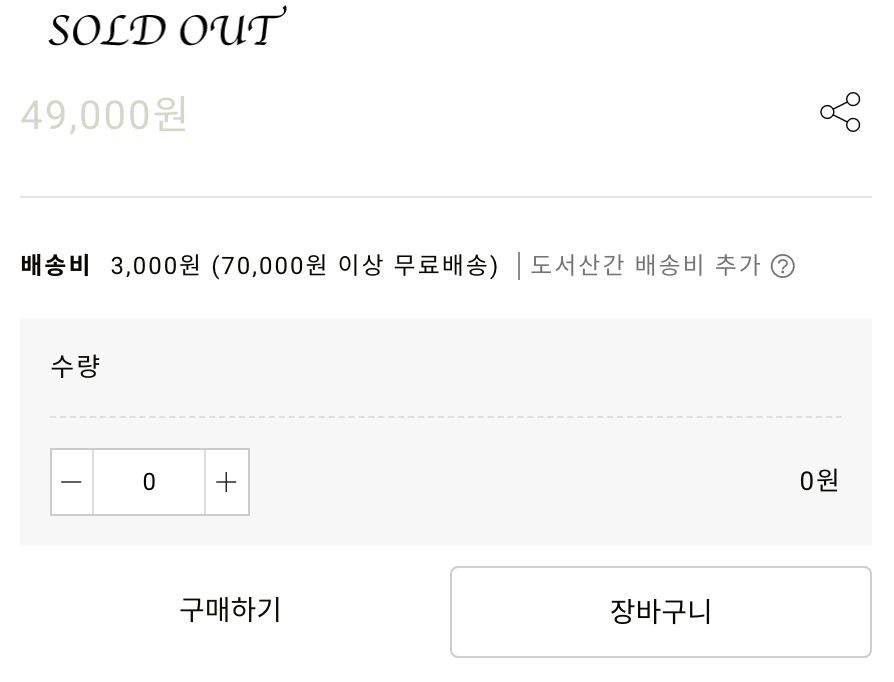 SOLD OUT
49,000원
배송비 3,000원 (70,000원 이상 무료배송) | 도서산간 배송비 추가 ?
수량
0
0원
구매하기 장바구니